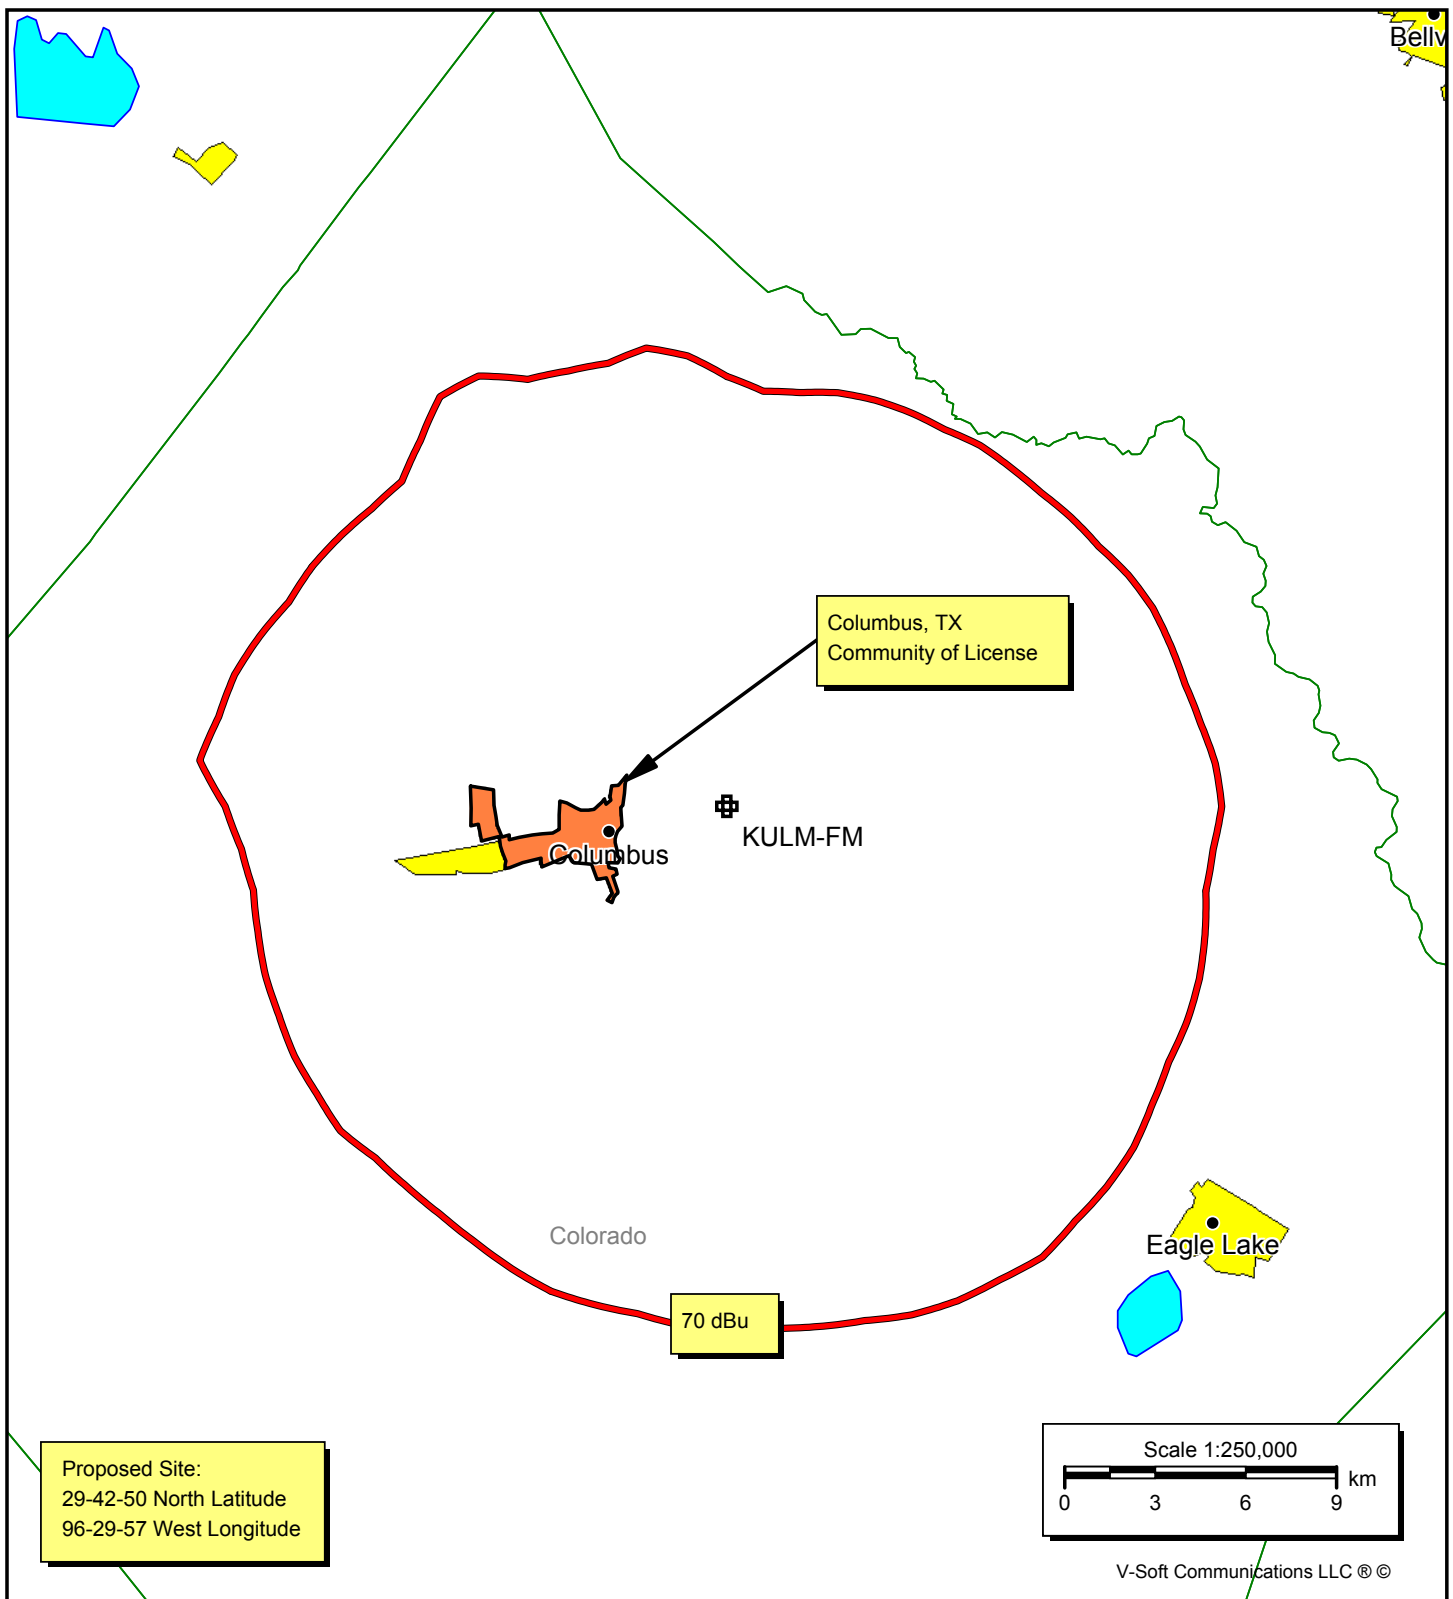 Bellv
Columbus, TX
Community of License
KULM-FM
Columbus
Colorado
Eagle Lake
70 dBu
Proposed Site:
29-42-50 North Latitude
96-29-57 West Longitude
Scale 1:250,000
km
0 3 6 9
V-Soft Communications LLC ® ©